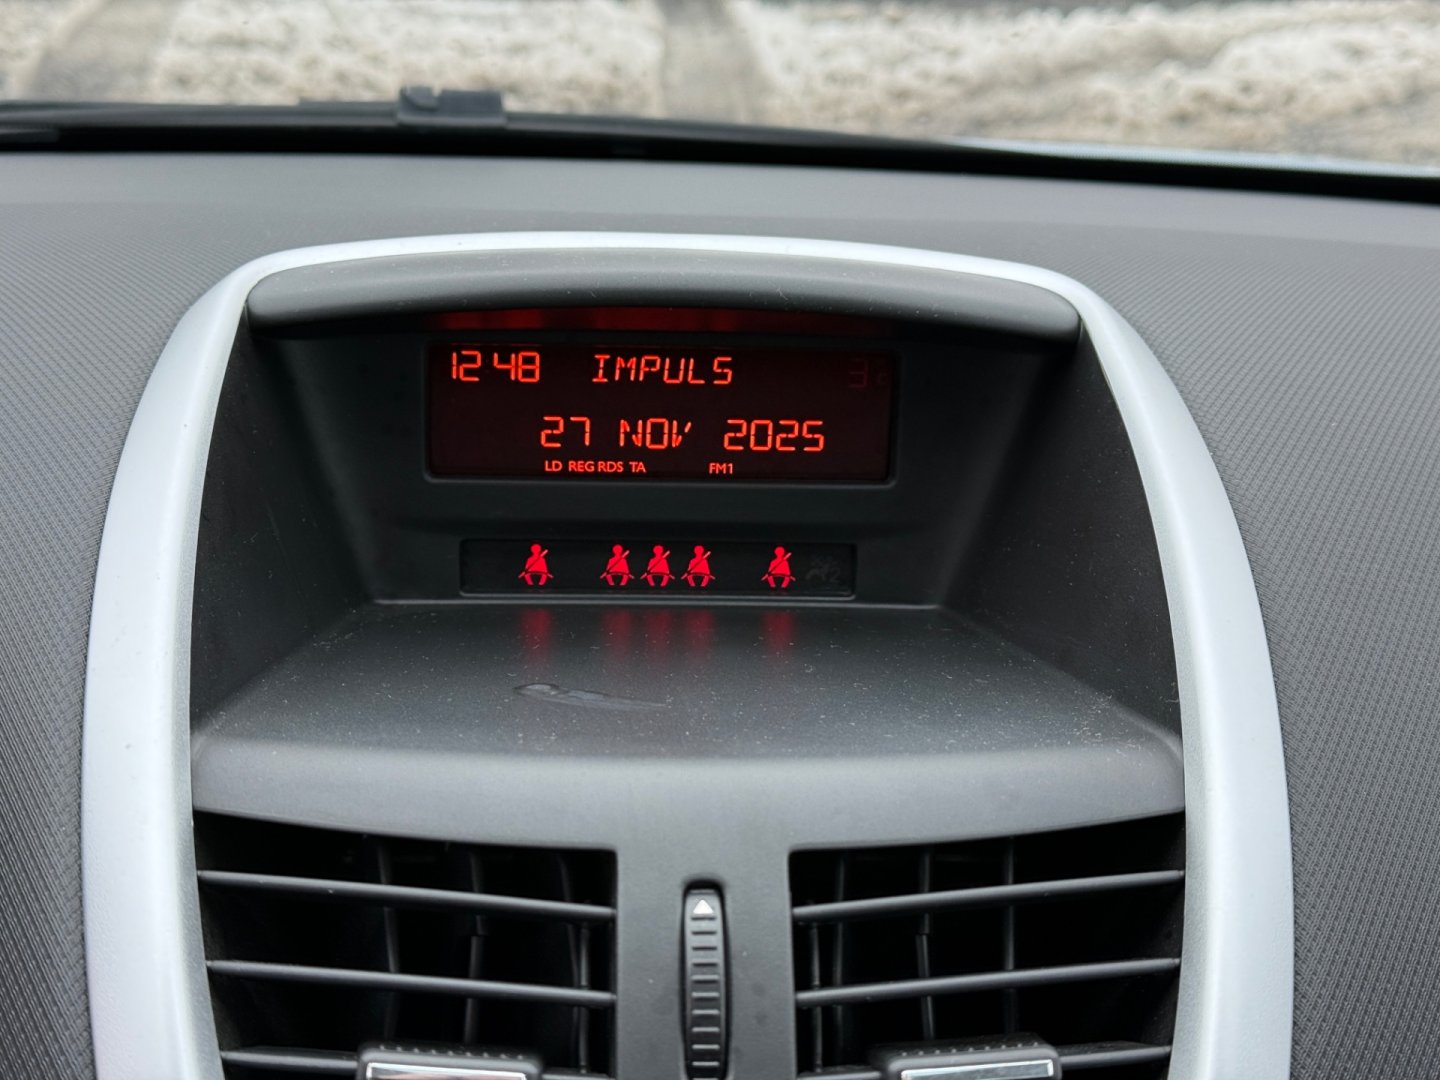 12 48 IMPULS
27 NOV 2025
LD REG RDS TA FM1